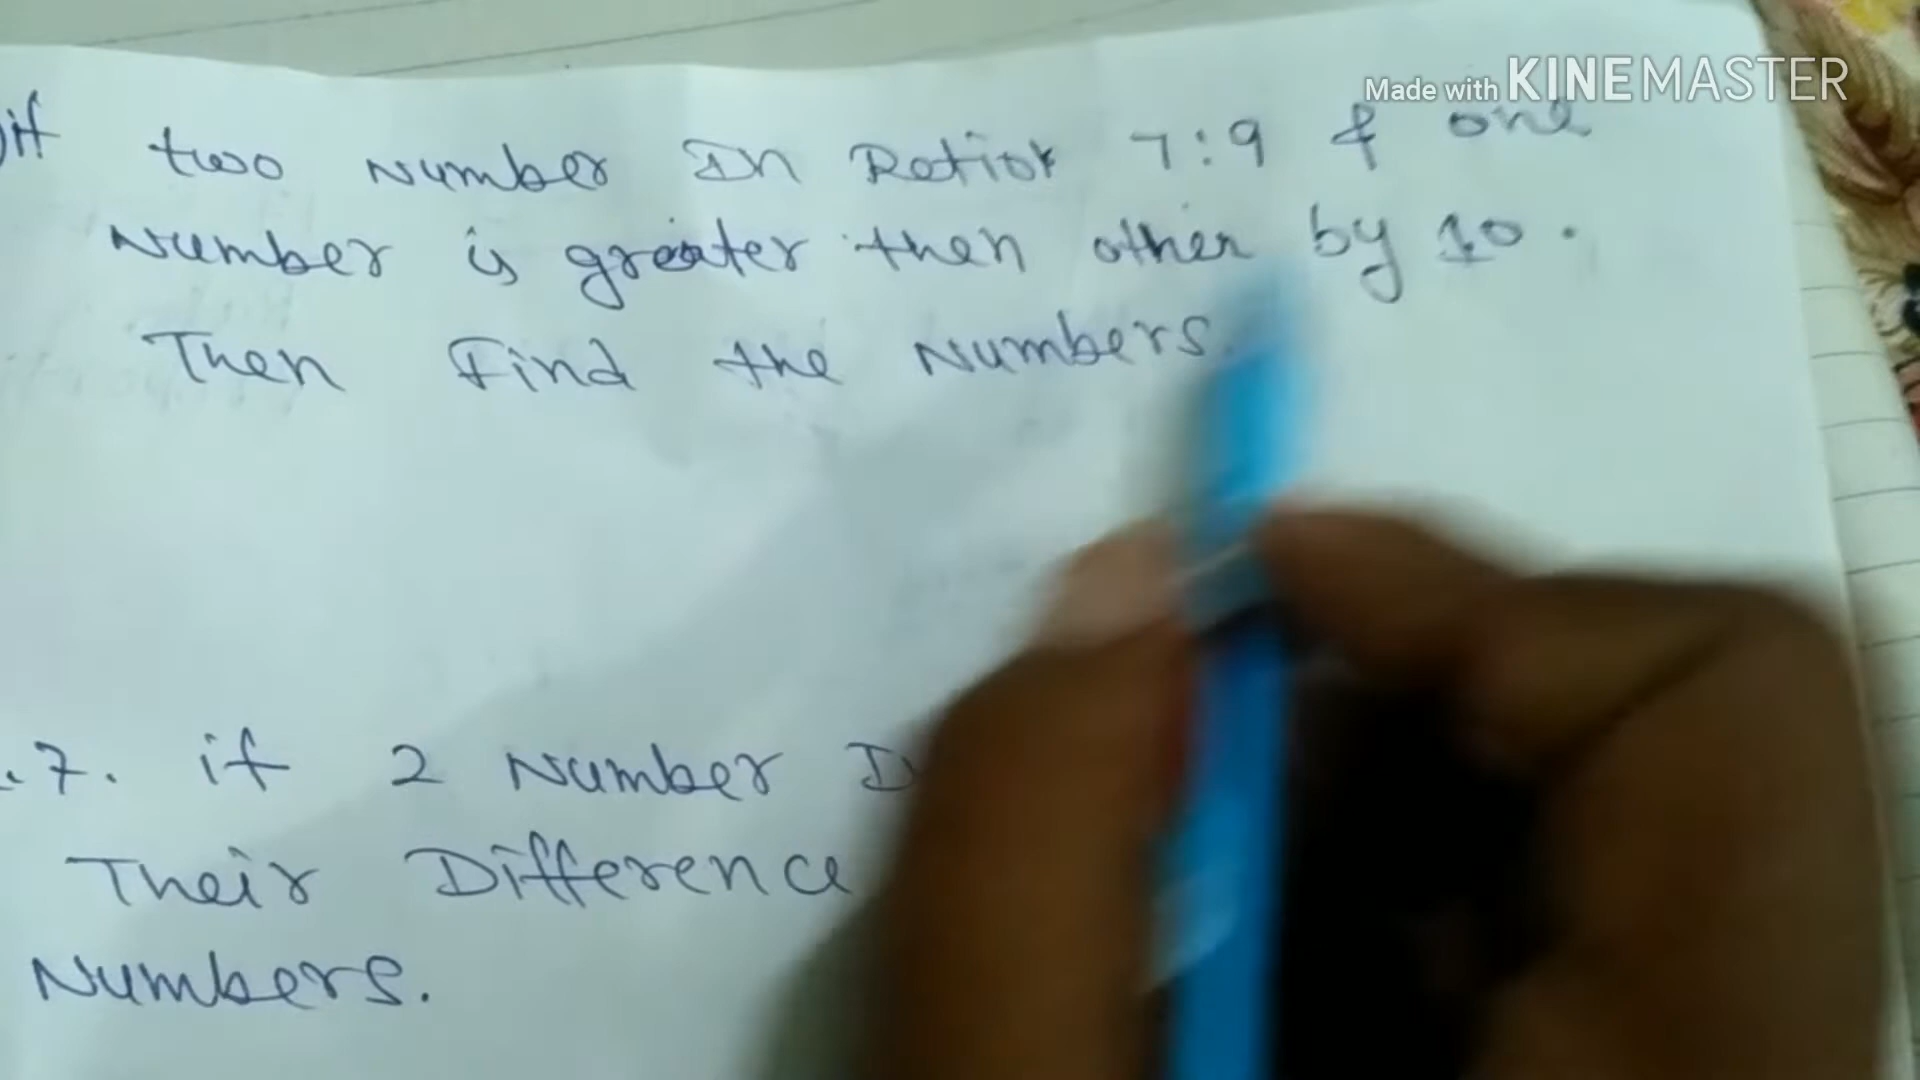 Made with KINEMASTER
if two Number In Ratior 7:9 & one
Number is greater then other by 10.
Then Find the Numbers.
.7. if 2 Number
Their Difference
Numbers.